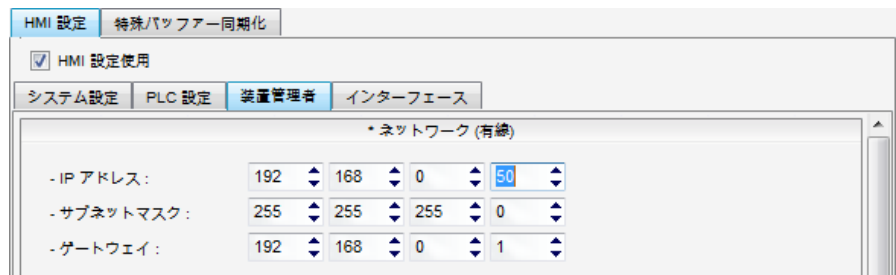 HMI 設定 特殊バッファー同期化
HMI 設定使用
システム設定 PLC 設定 装置管理者 インターフェース
* ネットワーク (有線)
- IP アドレス : 192 168 0 50
- サブネットマスク : 255 255 255 0
- ゲートウェイ : 192 168 0 1